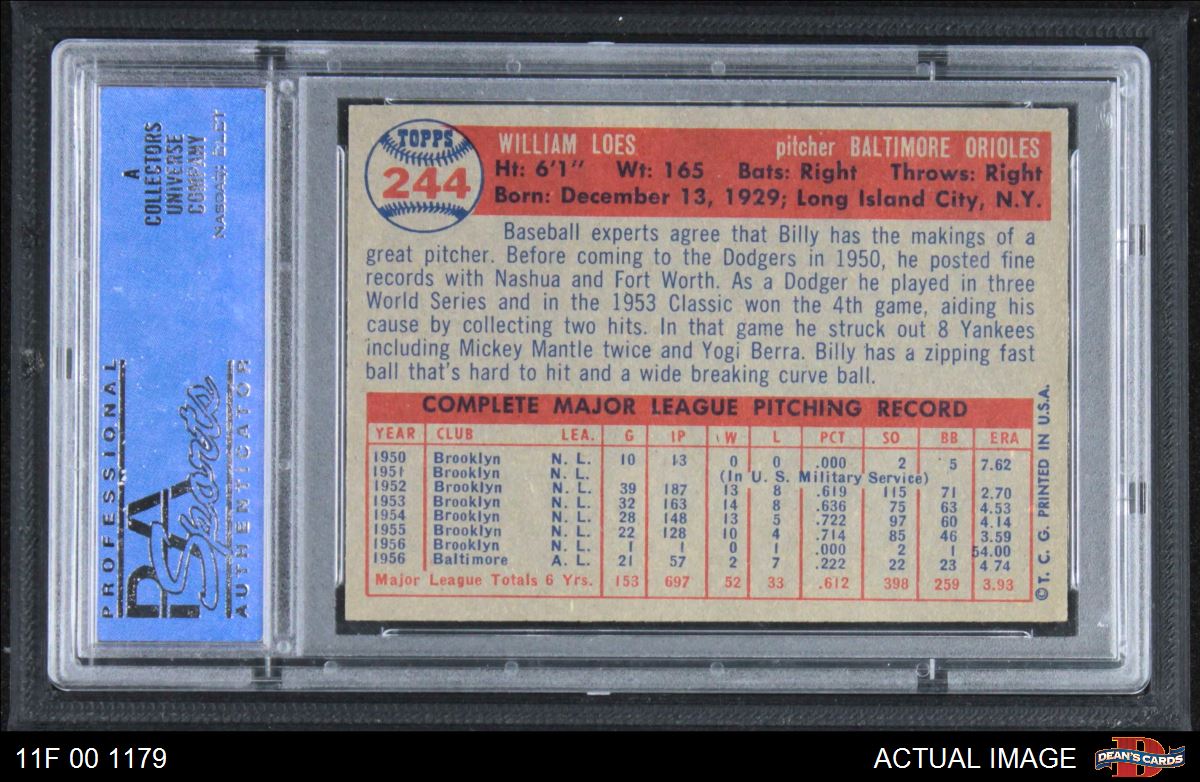 A
COLLECTORS
UNIVERSE
COMPANY
PROFESSIONAL
PSA
Sports
AUTHENTICATOR
TOPPS
244
WILLIAM LOES pitcher BALTIMORE ORIOLES
Ht: 6'1" Wt: 165 Bats: Right Throws: Right
Born: December 13, 1929; Long Island City, N.Y.
Baseball experts agree that Billy has the makings of a
great pitcher. Before coming to the Dodgers in 1950, he posted fine
records with Nashua and Fort Worth. As a Dodger he played in three
World Series and in the 1953 Classic won the 4th game, aiding his
cause by collecting two hits. In that game he struck out 8 Yankees
including Mickey Mantle twice and Yogi Berra. Billy has a zipping fast
ball that's hard to hit and a wide breaking curve ball.
COMPLETE MAJOR LEAGUE PITCHING RECORD
YEAR CLUB LEA. G IP W L PCT SO BB ERA
1950 Brooklyn N. L. 10 13 0 0 .000 2 5 7.62
1951 Brooklyn N. L. (In U. S. Military Service)
1952 Brooklyn N. L. 39 187 13 8 .619 115 71 2.70
1953 Brooklyn N. L. 32 163 14 8 .636 75 63 4.53
1954 Brooklyn N. L. 28 148 13 5 .722 97 60 4.14
1955 Brooklyn N. L. 22 128 10 4 .714 85 46 3.59
1956 Brooklyn N. L. 1 1 0 1 .000 2 1 54.00
1956 Baltimore A. L. 21 57 2 7 .222 22 23 4.74
Major League Totals 6 Yrs. 153 697 52 33 .612 398 259 3.93
© T. C. G. PRINTED IN U.S.A.
11F 00 1179
ACTUAL IMAGE
D
DEAN'S CARDS